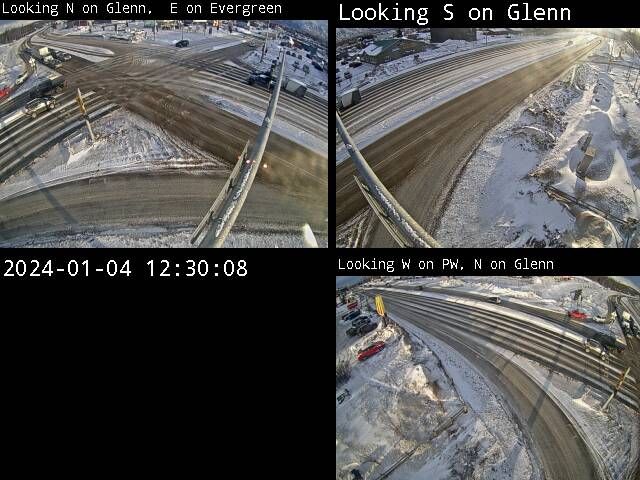 Looking N on Glenn,  E on Evergreen
Looking S on Glenn
2024-01-04 12:30:08
Looking W on PW, N on Glenn